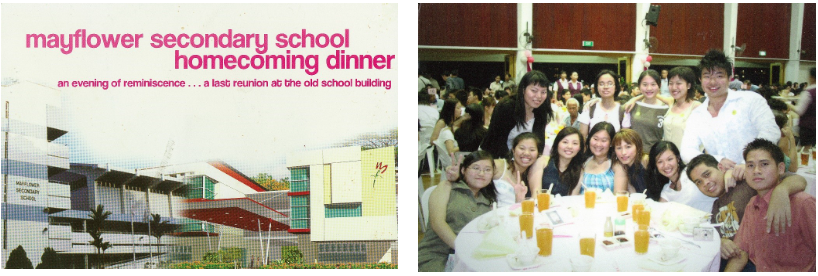 mayflower secondary school
homecoming dinner
an evening of reminiscence . . . a last reunion at the old school building
MAYFLOWER
SECONDARY
SCHOOL